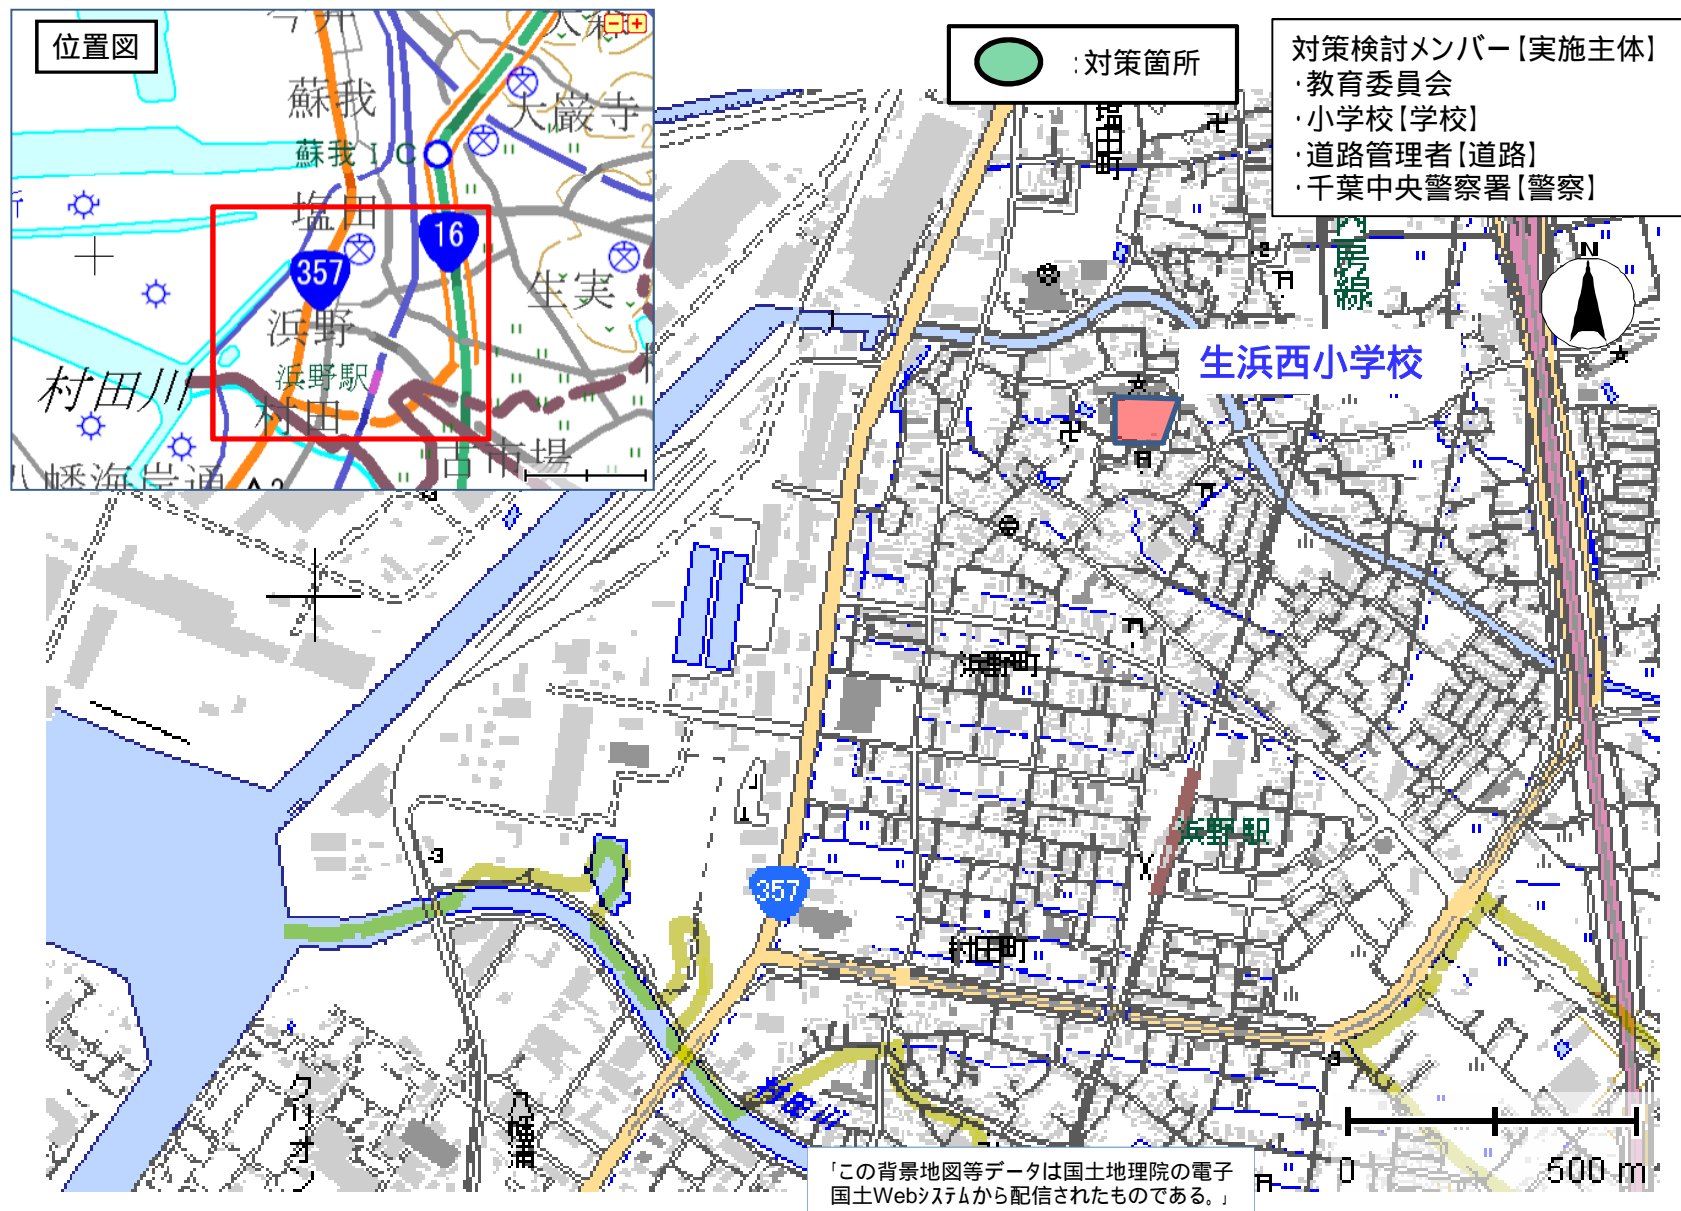 位置図
蘇我
大巌寺
蘇我IC
塩田
16
357
生実
浜野
浜野駅
村田川
村田
古市場
:対策箇所
対策検討メンバー【実施主体】
・教育委員会
・小学校【学校】
・道路管理者【道路】
・千葉中央警察署【警察】
N
生浜西小学校
浜野町
浜野駅
357
村田町
村田川
0
500 m
「この背景地図等データは国土地理院の電子
国土Webシステムから配信されたものである。」